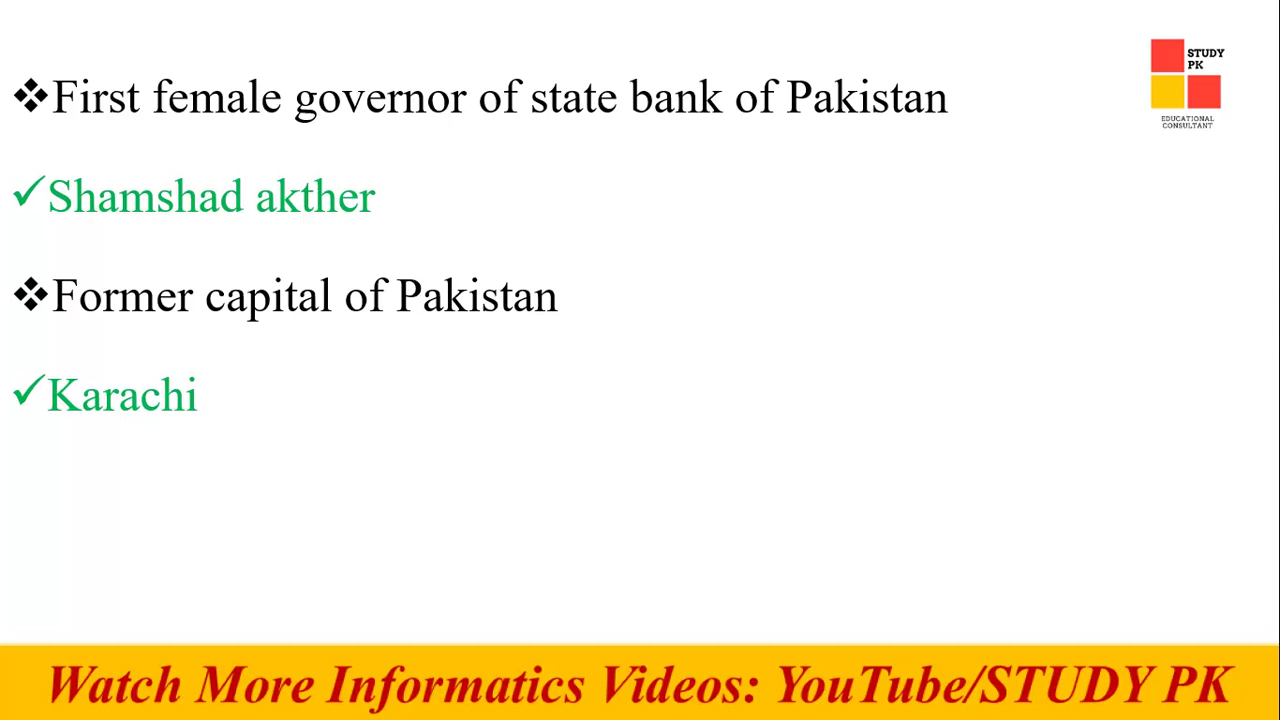 ❖First female governor of state bank of Pakistan
STUDY
PK
EDUCATIONAL
CONSULTANT
✓Shamshad akther
❖Former capital of Pakistan
✓Karachi
Watch More Informatics Videos: YouTube/STUDY PK